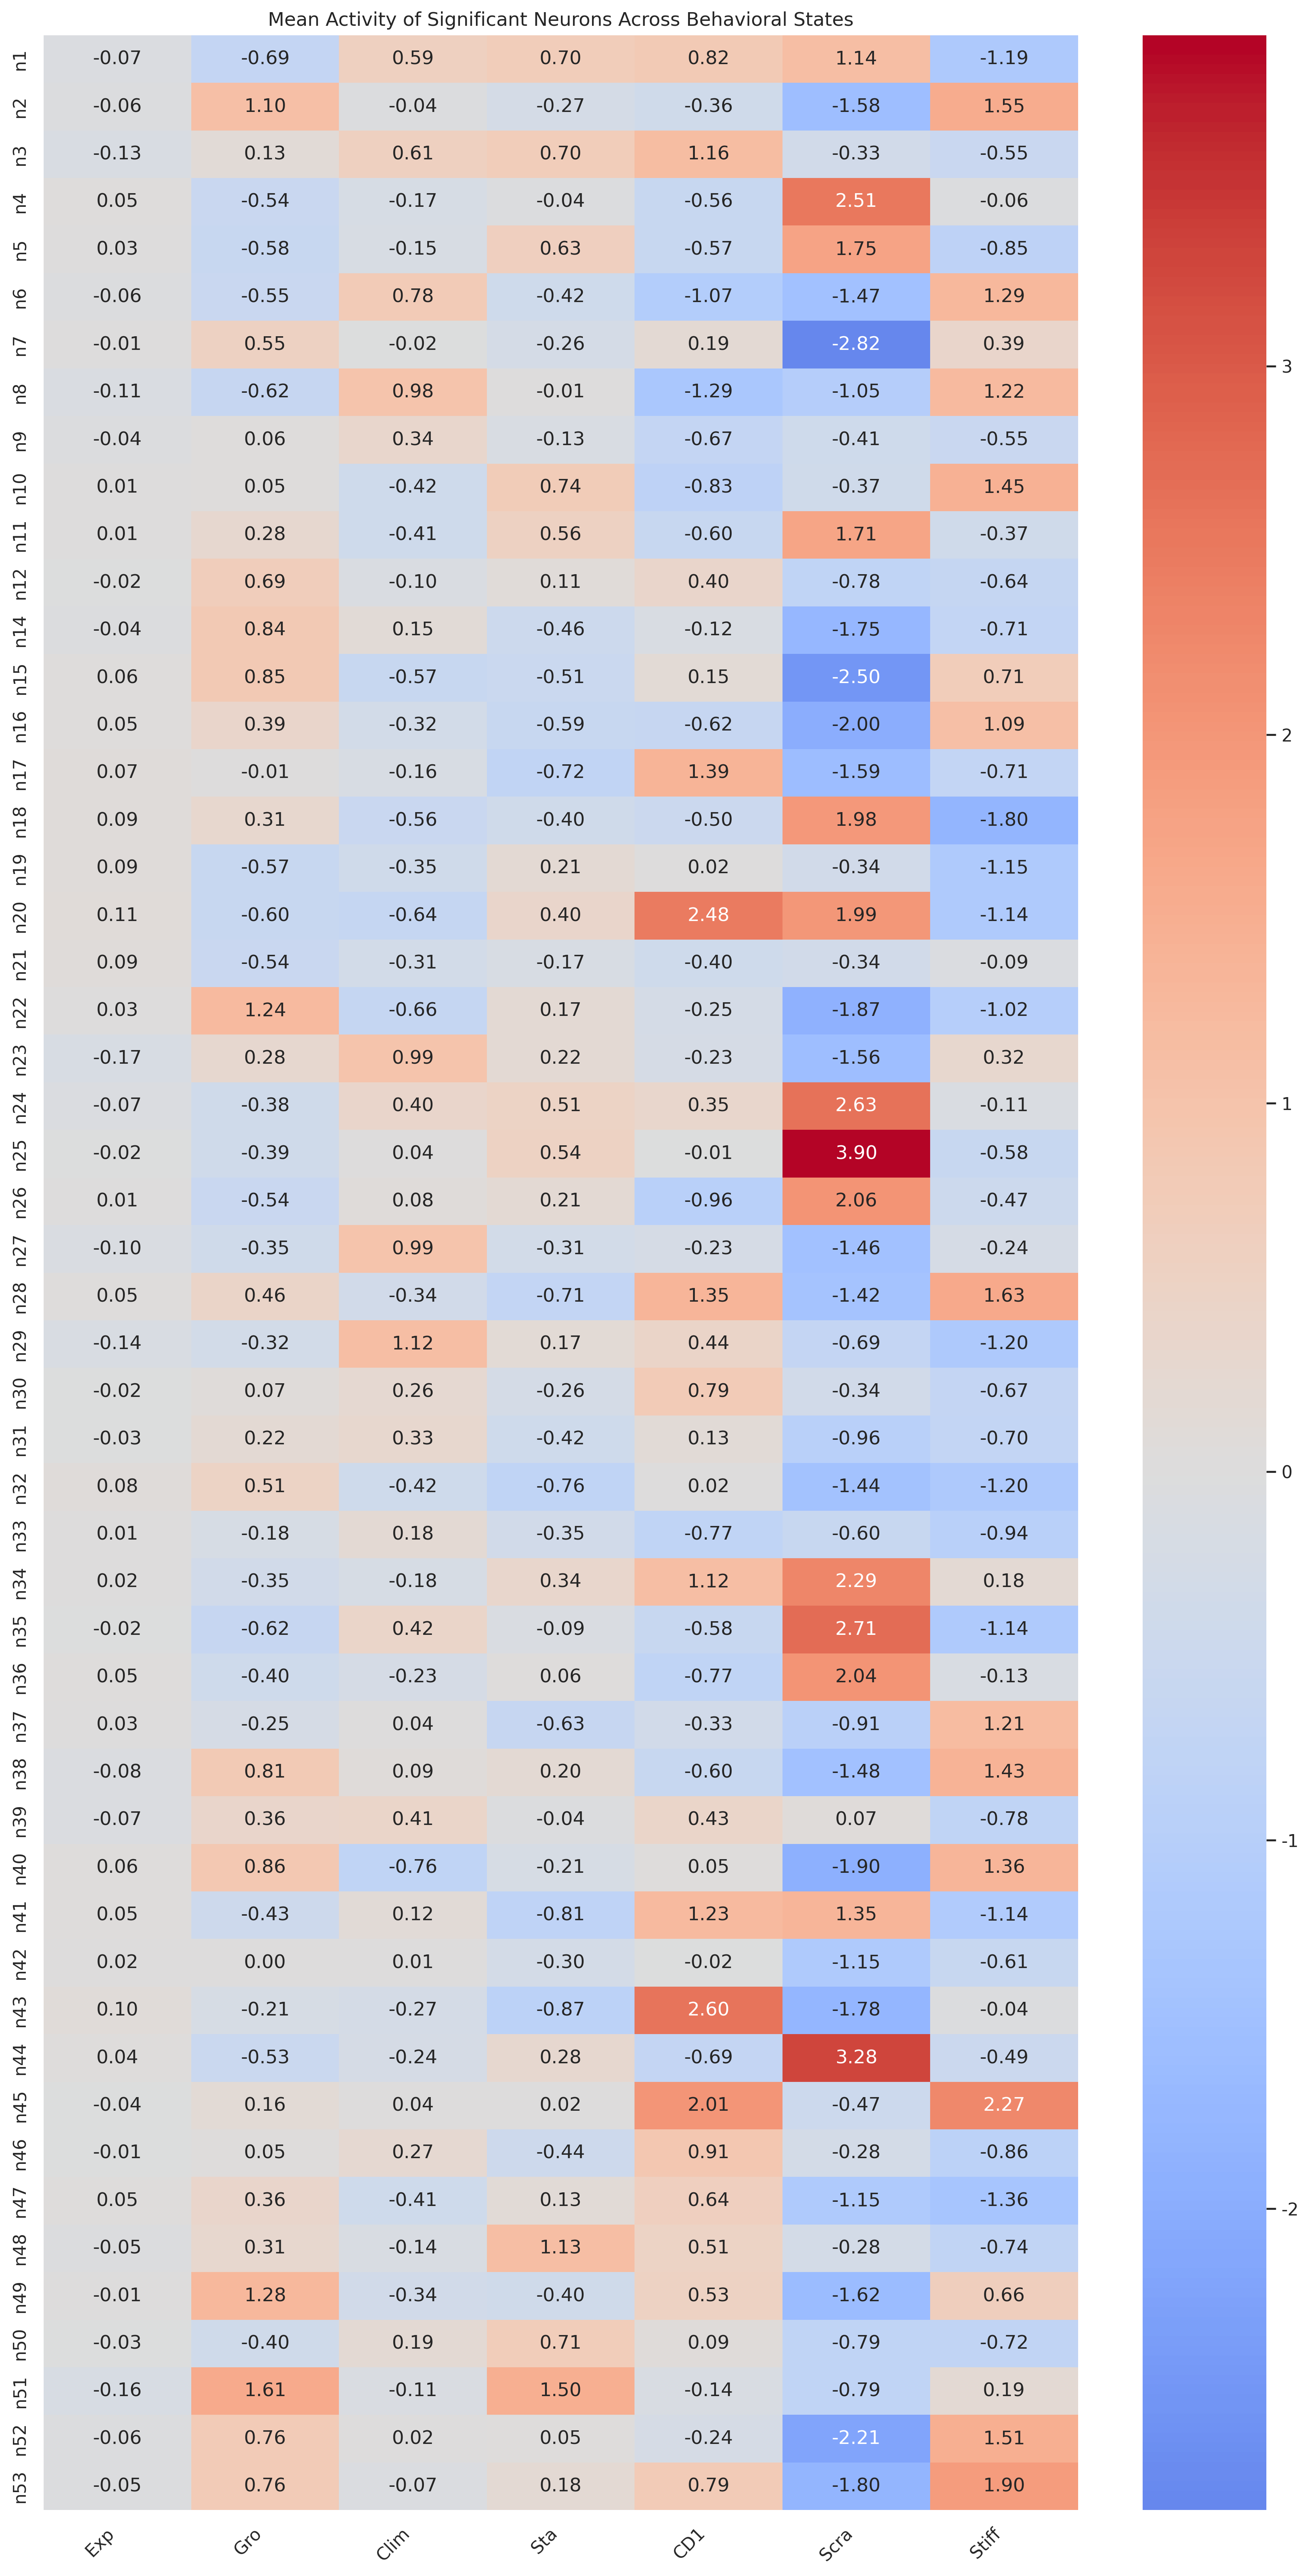 Mean Activity of Significant Neurons Across Behavioral States
n1 -0.07 -0.69 0.59 0.70 0.82 1.14 -1.19
n2 -0.06 1.10 -0.04 -0.27 -0.36 -1.58 1.55
n3 -0.13 0.13 0.61 0.70 1.16 -0.33 -0.55
n4 0.05 -0.54 -0.17 -0.04 -0.56 2.51 -0.06
n5 0.03 -0.58 -0.15 0.63 -0.57 1.75 -0.85
n6 -0.06 -0.55 0.78 -0.42 -1.07 -1.47 1.29
n7 -0.01 0.55 -0.02 -0.26 0.19 -2.82 0.39
3
n8 -0.11 -0.62 0.98 -0.01 -1.29 -1.05 1.22
n9 -0.04 0.06 0.34 -0.13 -0.67 -0.41 -0.55
n10 0.01 0.05 -0.42 0.74 -0.83 -0.37 1.45
n11 0.01 0.28 -0.41 0.56 -0.60 1.71 -0.37
n12 -0.02 0.69 -0.10 0.11 0.40 -0.78 -0.64
n14 -0.04 0.84 0.15 -0.46 -0.12 -1.75 -0.71
n15 0.06 0.85 -0.57 -0.51 0.15 -2.50 0.71
n16 0.05 0.39 -0.32 -0.59 -0.62 -2.00 1.09
2
n17 0.07 -0.01 -0.16 -0.72 1.39 -1.59 -0.71
n18 0.09 0.31 -0.56 -0.40 -0.50 1.98 -1.80
n19 0.09 -0.57 -0.35 0.21 0.02 -0.34 -1.15
n20 0.11 -0.60 -0.64 0.40 2.48 1.99 -1.14
n21 0.09 -0.54 -0.31 -0.17 -0.40 -0.34 -0.09
n22 0.03 1.24 -0.66 0.17 -0.25 -1.87 -1.02
n23 -0.17 0.28 0.99 0.22 -0.23 -1.56 0.32
n24 -0.07 -0.38 0.40 0.51 0.35 2.63 -0.11
1
n25 -0.02 -0.39 0.04 0.54 -0.01 3.90 -0.58
n26 0.01 -0.54 0.08 0.21 -0.96 2.06 -0.47
n27 -0.10 -0.35 0.99 -0.31 -0.23 -1.46 -0.24
n28 0.05 0.46 -0.34 -0.71 1.35 -1.42 1.63
n29 -0.14 -0.32 1.12 0.17 0.44 -0.69 -1.20
n30 -0.02 0.07 0.26 -0.26 0.79 -0.34 -0.67
n31 -0.03 0.22 0.33 -0.42 0.13 -0.96 -0.70
0
n32 0.08 0.51 -0.42 -0.76 0.02 -1.44 -1.20
n33 0.01 -0.18 0.18 -0.35 -0.77 -0.60 -0.94
n34 0.02 -0.35 -0.18 0.34 1.12 2.29 0.18
n35 -0.02 -0.62 0.42 -0.09 -0.58 2.71 -1.14
n36 0.05 -0.40 -0.23 0.06 -0.77 2.04 -0.13
n37 0.03 -0.25 0.04 -0.63 -0.33 -0.91 1.21
n38 -0.08 0.81 0.09 0.20 -0.60 -1.48 1.43
n39 -0.07 0.36 0.41 -0.04 0.43 0.07 -0.78
-1
n40 0.06 0.86 -0.76 -0.21 0.05 -1.90 1.36
n41 0.05 -0.43 0.12 -0.81 1.23 1.35 -1.14
n42 0.02 0.00 0.01 -0.30 -0.02 -1.15 -0.61
n43 0.10 -0.21 -0.27 -0.87 2.60 -1.78 -0.04
n44 0.04 -0.53 -0.24 0.28 -0.69 3.28 -0.49
n45 -0.04 0.16 0.04 0.02 2.01 -0.47 2.27
n46 -0.01 0.05 0.27 -0.44 0.91 -0.28 -0.86
n47 0.05 0.36 -0.41 0.13 0.64 -1.15 -1.36
-2
n48 -0.05 0.31 -0.14 1.13 0.51 -0.28 -0.74
n49 -0.01 1.28 -0.34 -0.40 0.53 -1.62 0.66
n50 -0.03 -0.40 0.19 0.71 0.09 -0.79 -0.72
n51 -0.16 1.61 -0.11 1.50 -0.14 -0.79 0.19
n52 -0.06 0.76 0.02 0.05 -0.24 -2.21 1.51
n53 -0.05 0.76 -0.07 0.18 0.79 -1.80 1.90
Exp Gro Clim Sta CD1 Scra Stiff